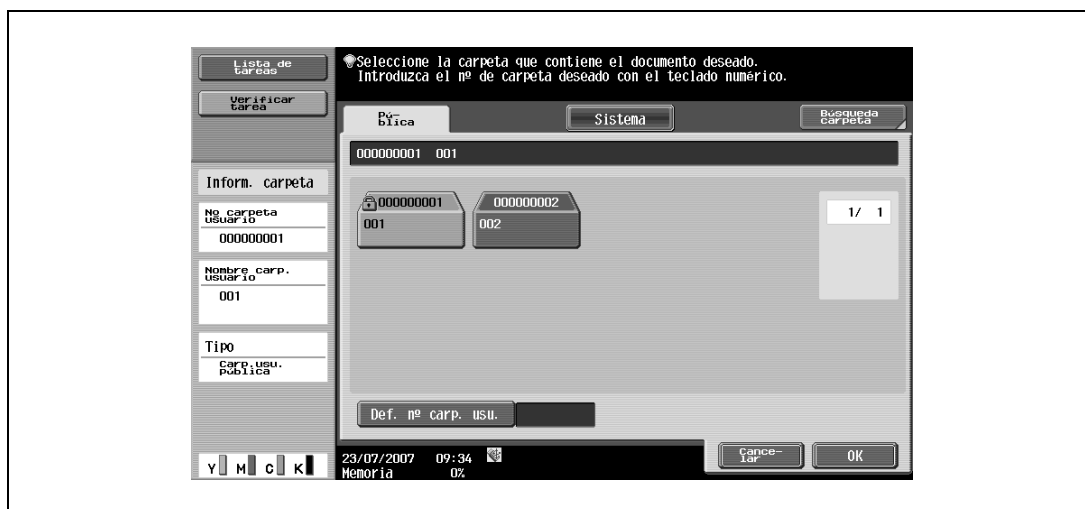 Lista de
tareas
Verificar
tarea
Seleccione la carpeta que contiene el documento deseado.
Introduzca el nº de carpeta deseado con el teclado numérico.
Pú-
blica
Sistema
Búsqueda
carpeta
000000001 001
Inform. carpeta
No carpeta
usuario
000000001
Nombre carp.
usuario
001
Tipo
Carp.usu.
pública
000000001
001
000000002
002
1/ 1
Def. nº carp. usu.
Y M C K
23/07/2007 09:34
Memoria 0%
Cance-
lar
OK